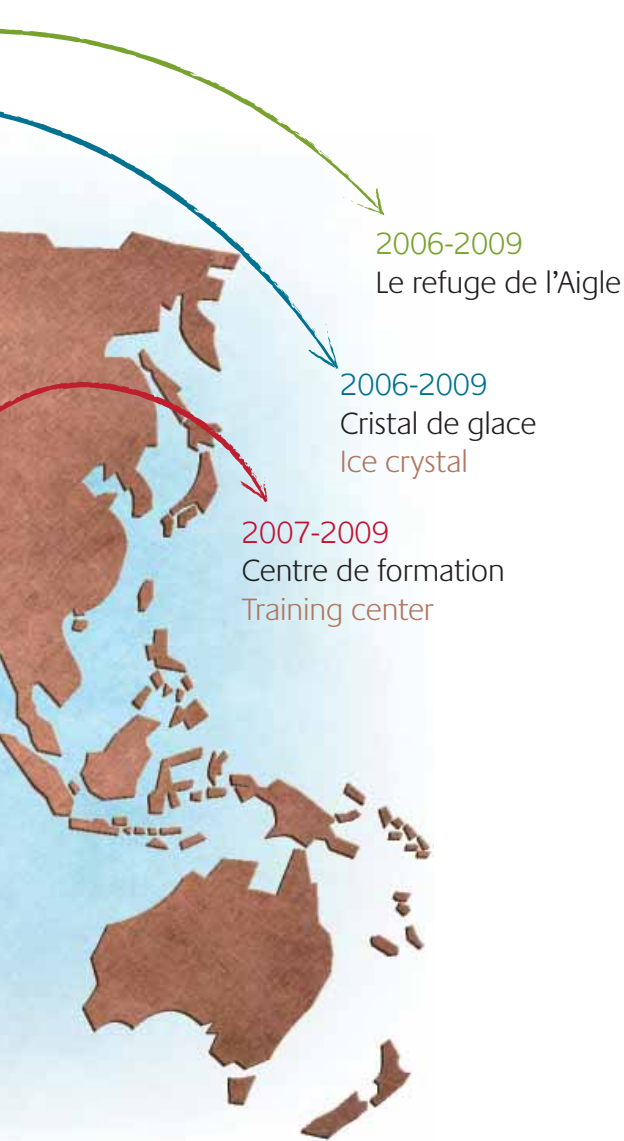 2006-2009
Le refuge de l’Aigle
2006-2009
Cristal de glace
Ice crystal
2007-2009
Centre de formation
Training center